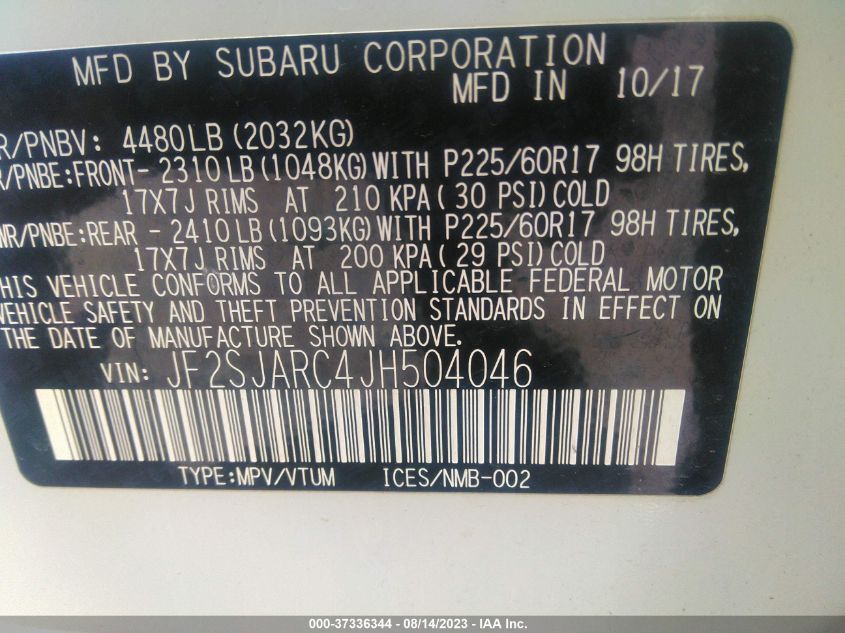 MFD BY SUBARU CORPORATION
MFD IN 10/17
R/PNBV: 4480LB (2032KG)
R/PNBE:FRONT- 2310LB (1048KG) WITH P225/60R17 98H TIRES,
17X7J RIMS AT 210 KPA (30 PSI) COLD
WR/PNBE:REAR - 2410LB (1093KG) WITH P225/60R17 98H TIRES,
17X7J RIMS AT 200 KPA (29 PSI) COLD
THIS VEHICLE CONFORMS TO ALL APPLICABLE FEDERAL MOTOR
VEHICLE SAFETY AND THEFT PREVENTION STANDARDS IN EFFECT ON
THE DATE OF MANUFACTURE SHOWN ABOVE.
VIN: JF2SJARC4JH504046
TYPE:MPV/VTUM ICES/NMB-002
000-37336344 - 08/14/2023 - IAA Inc.